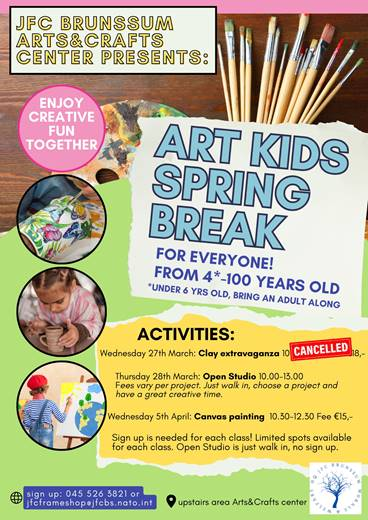 JFC BRUNSSUM
ARTS&CRAFTS
CENTER PRESENTS:
ENJOY
CREATIVE
FUN
TOGETHER
ART KIDS
SPRING
BREAK
FOR EVERYONE!
FROM 4*-100 YEARS OLD
*UNDER 6 YRS OLD, BRING AN ADULT ALONG
ACTIVITIES:
Wednesday 27th March: Clay extravaganza 10 CANCELLED 18,-
Thursday 28th March: Open Studio 10.00-13.00
Fees vary per project. Just walk in, choose a project and
have a great creative time.
Wednesday 5th April: Canvas painting 10.30-12.30 Fee €15,-
Sign up is needed for each class! Limited spots available
for each class. Open Studio is just walk in, no sign up.
sign up: 045 526 3821 or
jfcframeshope@jfcbs.nato.int
upstairs area Arts&Crafts center